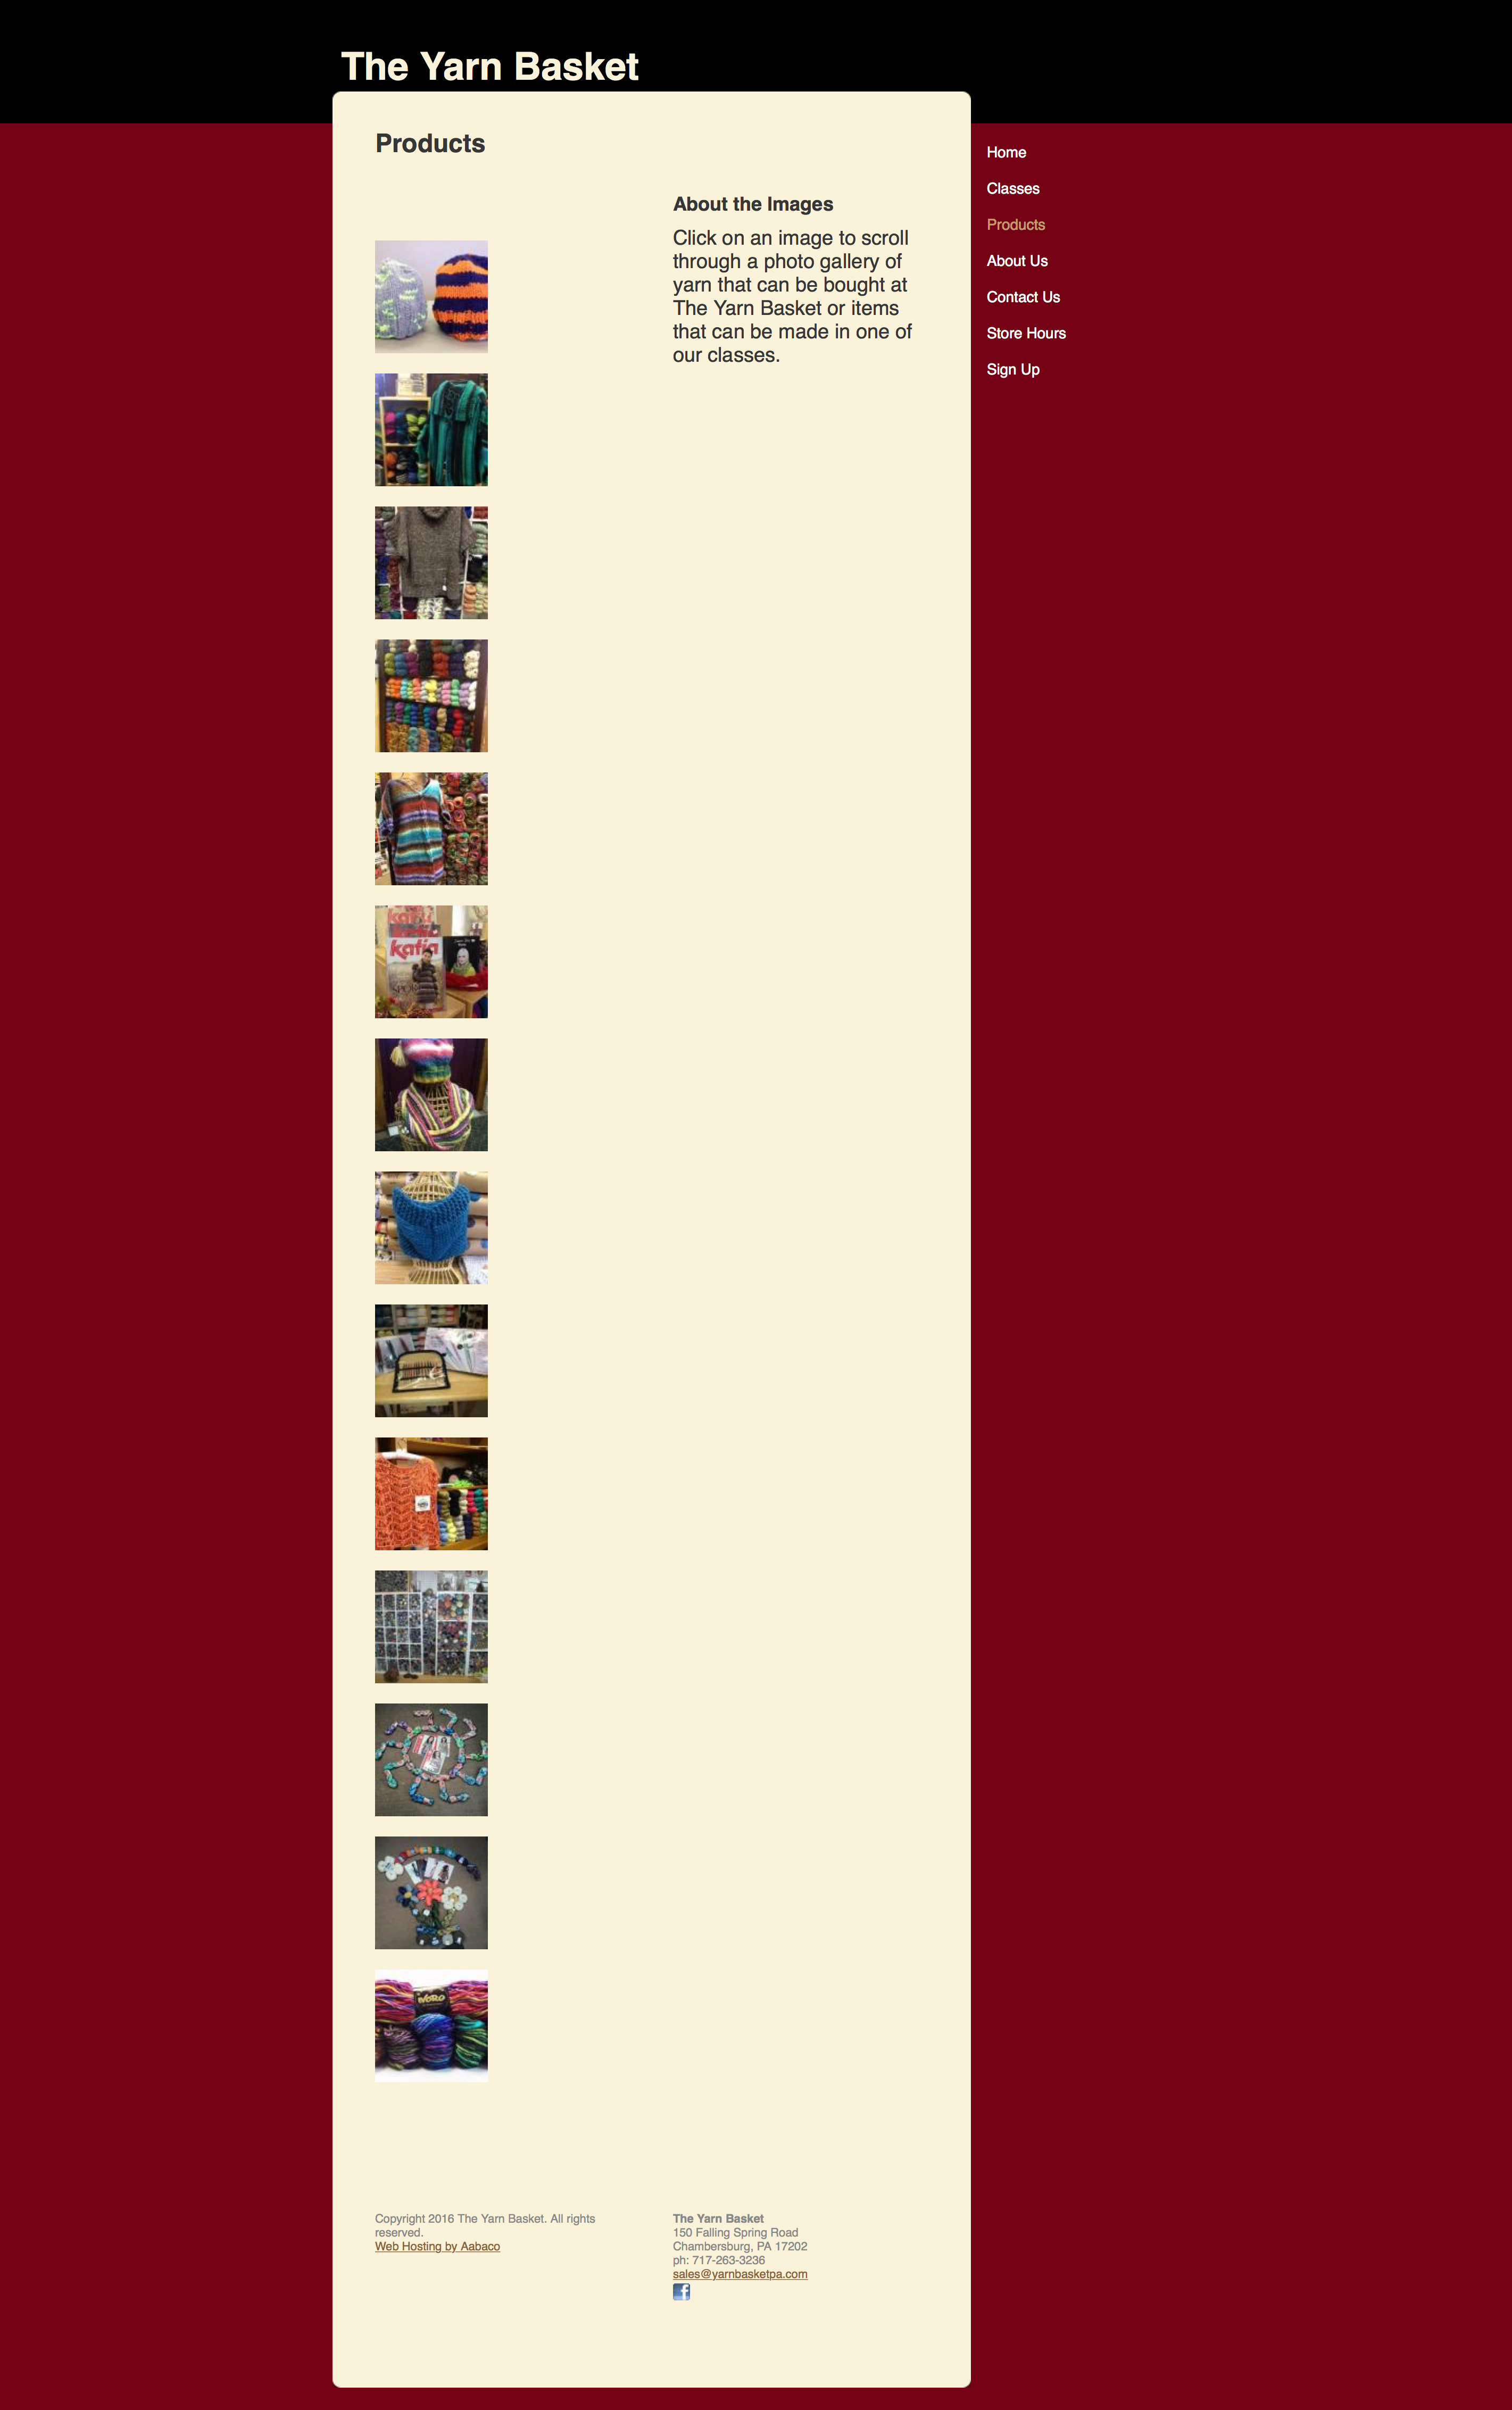 The Yarn Basket
Products
Home
Classes
Products
About Us
Contact Us
Store Hours
Sign Up
About the Images
Click on an image to scroll
through a photo gallery of
yarn that can be bought at
The Yarn Basket or items
that can be made in one of
our classes.
katia
katia
NORO
Copyright 2016 The Yarn Basket. All rights
reserved.
Web Hosting by Aabaco
The Yarn Basket
150 Falling Spring Road
Chambersburg, PA 17202
ph: 717-263-3236
sales@yarnbasketpa.com
f